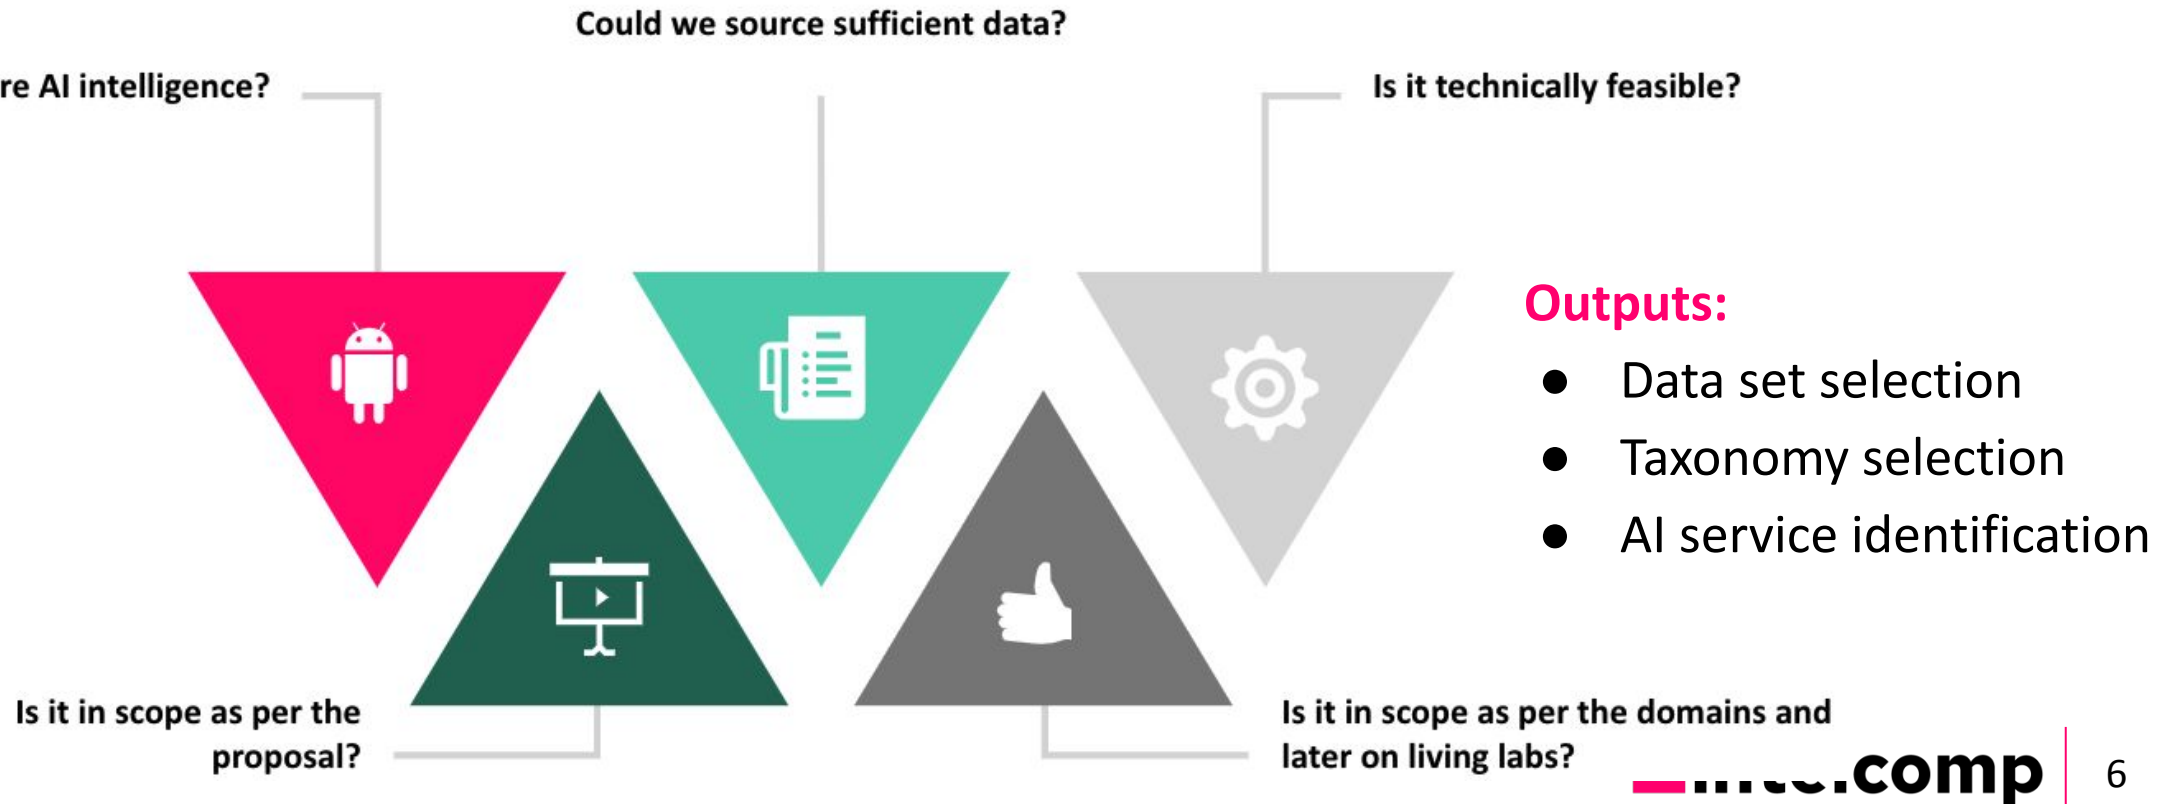 Could we source sufficient data?
re AI intelligence?
Is it technically feasible?
Outputs:
● Data set selection
● Taxonomy selection
● AI service identification
Is it in scope as per the
proposal?
Is it in scope as per the domains and
later on living labs?
.comp
6